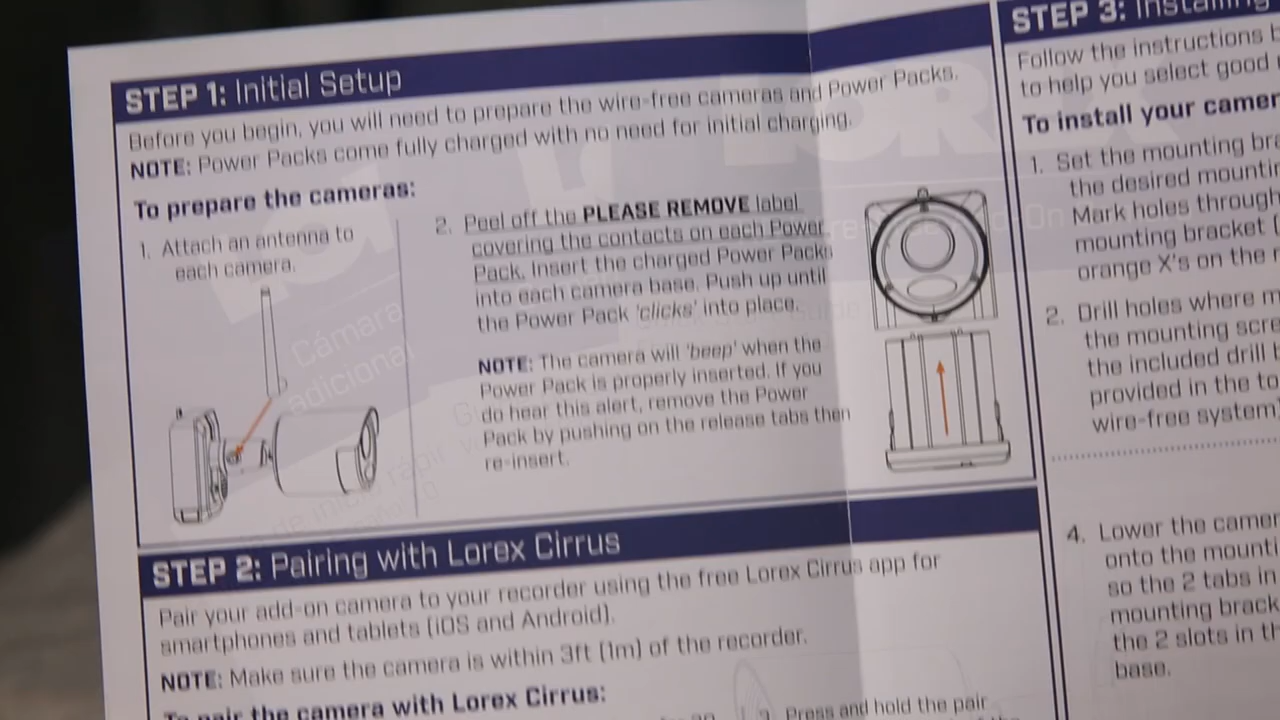 STEP 1: Initial Setup
Before you begin, you will need to prepare the wire-free cameras and Power Packs.
NOTE: Power Packs come fully charged with no need for initial charging.
To prepare the cameras:
1. Attach an antenna to
each camera.
2. Peel off the PLEASE REMOVE label
covering the contacts on each Power
Pack. Insert the charged Power Packs
into each camera base. Push up until
the Power Pack 'clicks' into place.
NOTE: The camera will 'beep' when the
Power Pack is properly inserted. If you
do hear this alert, remove the Power
Pack by pushing on the release tabs then
re-insert.
STEP 2: Pairing with Lorex Cirrus
Pair your add-on camera to your recorder using the free Lorex Cirrus app for
smartphones and tablets (iOS and Android).
NOTE: Make sure the camera is within 3ft (1m) of the recorder.
To pair the camera with Lorex Cirrus:
Press and hold the pair
STEP 3: Installing
Follow the instructions
to help you select good
To install your
1. Set the mounting
the desired
Mark holes through
mounting bracket
orange X's on the
2. Drill holes where
the mounting
the included drill
provided in the
wire-free system
4. Lower the
onto the
so the 2 tabs in
mounting
the 2 slots in
base.
LOREX
Cámara
adicional